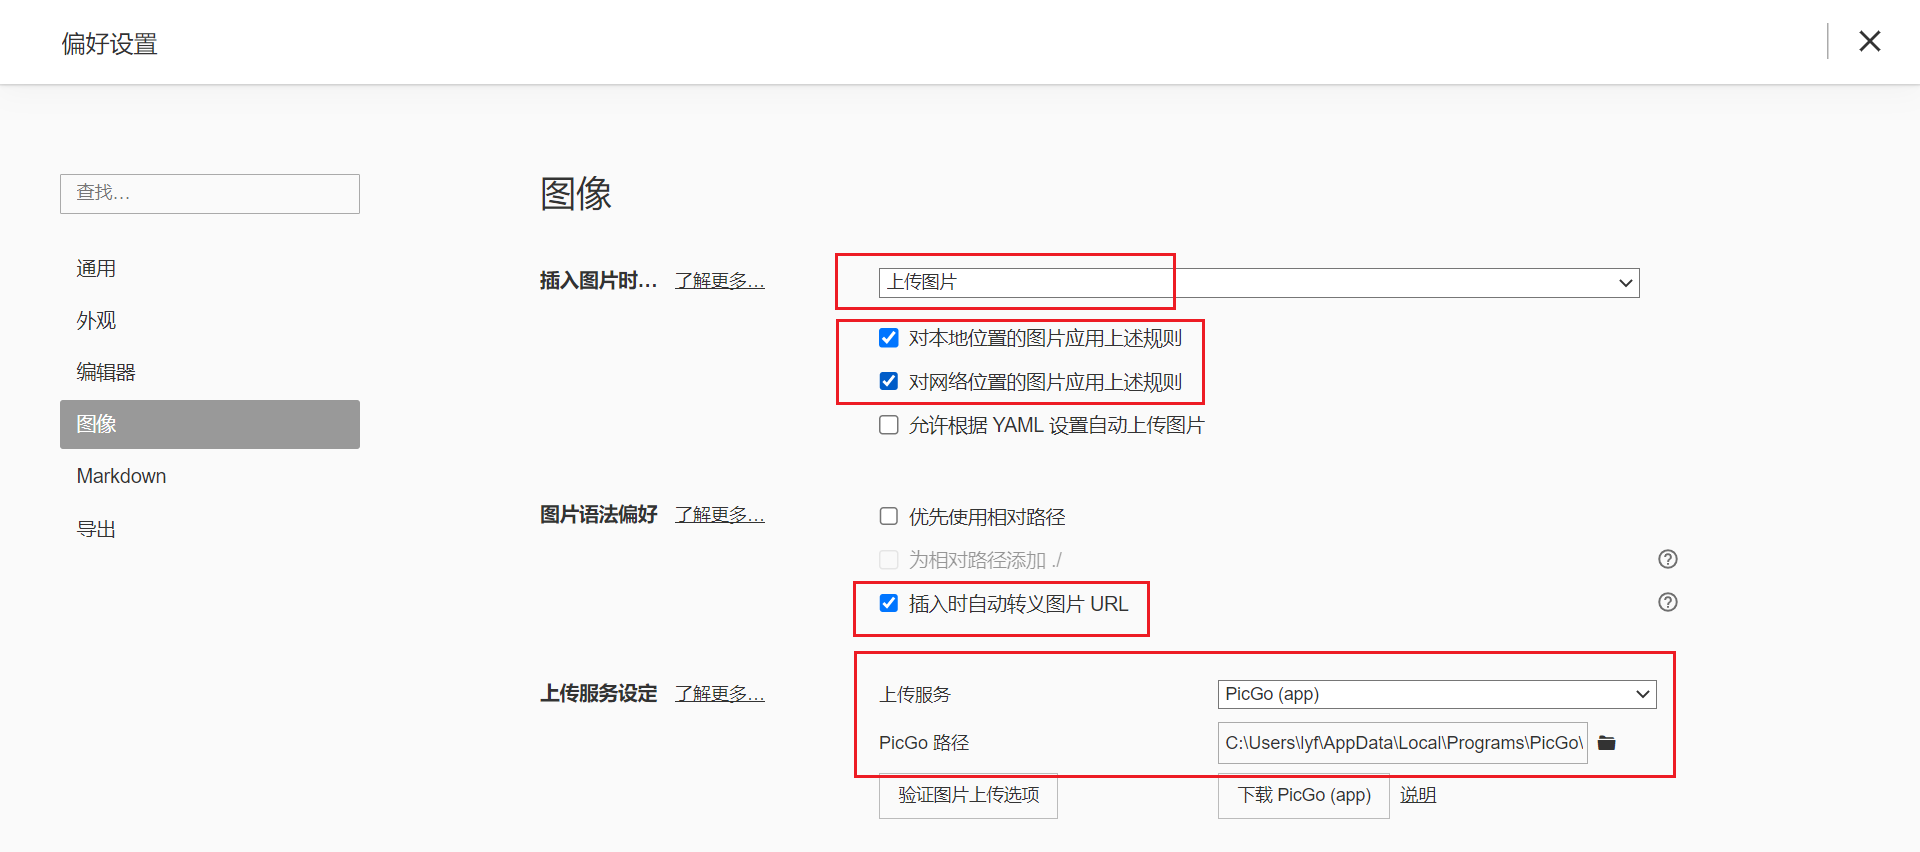 偏好设置
查找…
通用
外观
编辑器
图像
Markdown
导出
图像
插入图片时… 了解更多… 上传图片
对本地位置的图片应用上述规则
对网络位置的图片应用上述规则
允许根据 YAML 设置自动上传图片
图片语法偏好 了解更多… 优先使用相对路径
为相对路径添加 ./
插入时自动转义图片 URL
上传服务设定 了解更多… 上传服务 PicGo (app)
PicGo 路径 C:\Users\lyf\AppData\Local\Programs\PicGo\
验证图片上传选项 下载 PicGo (app) 说明